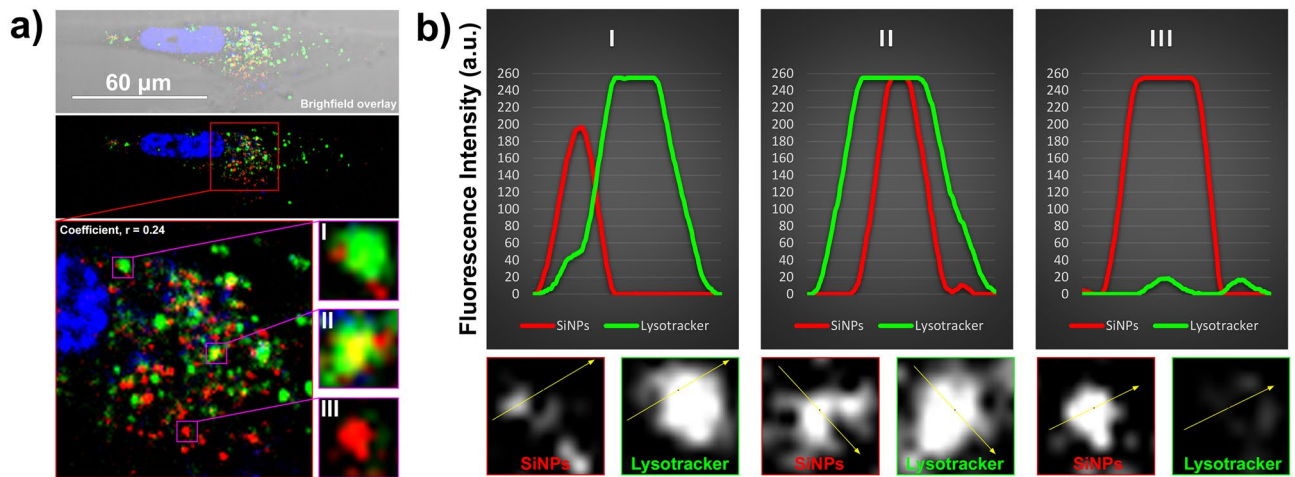 a)
60 µm
Brighfield overlay
Coefficient, r = 0.24
I
II
III
b)
Fluorescence Intensity (a.u.)
I
260
240
220
200
180
160
140
120
100
80
60
40
20
0
SiNPs
Lysotracker
II
260
240
220
200
180
160
140
120
100
80
60
40
20
0
SiNPs
Lysotracker
III
260
240
220
200
180
160
140
120
100
80
60
40
20
0
SiNPs
Lysotracker
SiNPs
Lysotracker
SiNPs
Lysotracker
SiNPs
Lysotracker